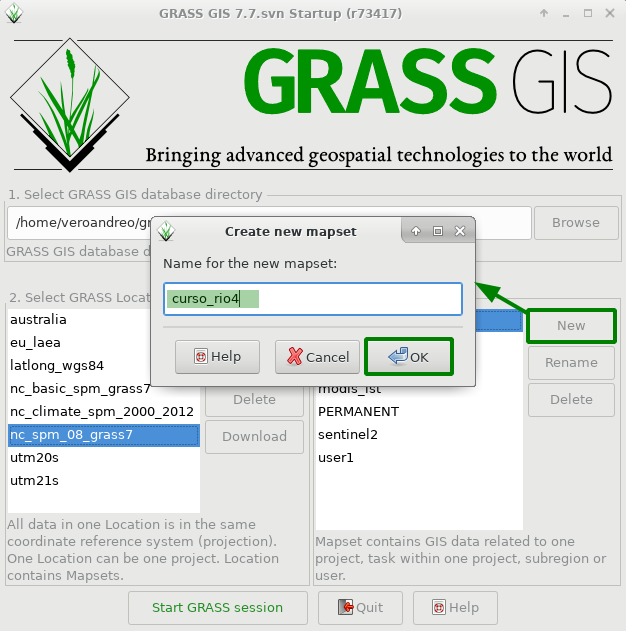 GRASS GIS 7.7.svn Startup (r73417)
GRASS GIS
Bringing advanced geospatial technologies to the world
1. Select GRASS GIS database directory
/home/veroandreo/gr
Browse
GRASS GIS database d
Create new mapset
Name for the new mapset:
curso_rio4
Help
Cancel
OK
2. Select GRASS Locat
australia
eu_laea
latlong_wgs84
nc_basic_spm_grass7
nc_climate_spm_2000_2012
nc_spm_08_grass7
utm20s
utm21s
Delete
Download
All data in one Location is in the same
coordinate reference system (projection).
One Location can be one project. Location
contains Mapsets.
modis_lst
PERMANENT
sentinel2
user1
New
Rename
Delete
Mapset contains GIS data related to one
project, task within one project, subregion or
user.
Start GRASS session
Quit
Help